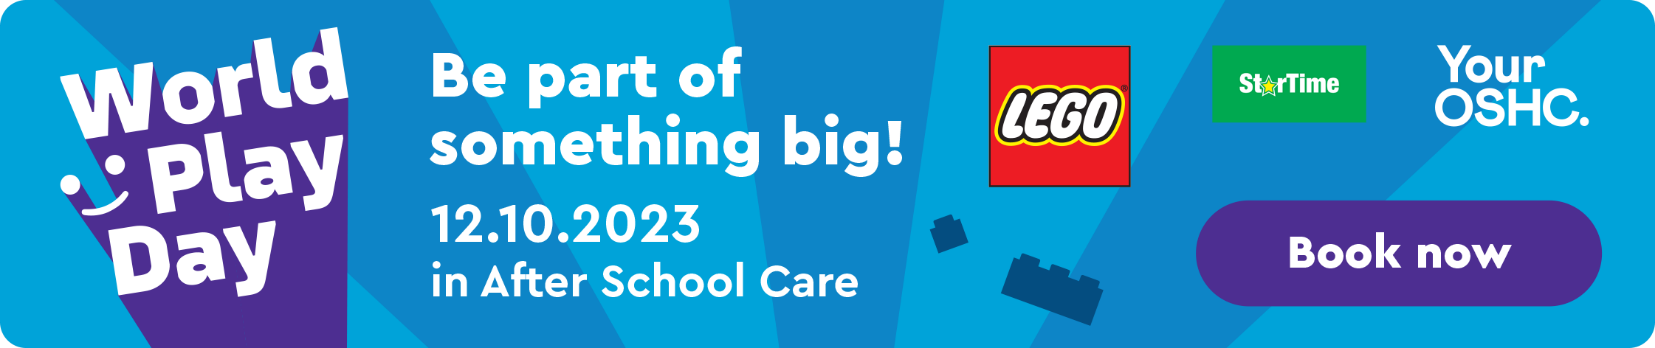 World
Play
Day
Be part of
something big!
12.10.2023
in After School Care
LEGO®
StarTime
Your
OSHC.
Book now